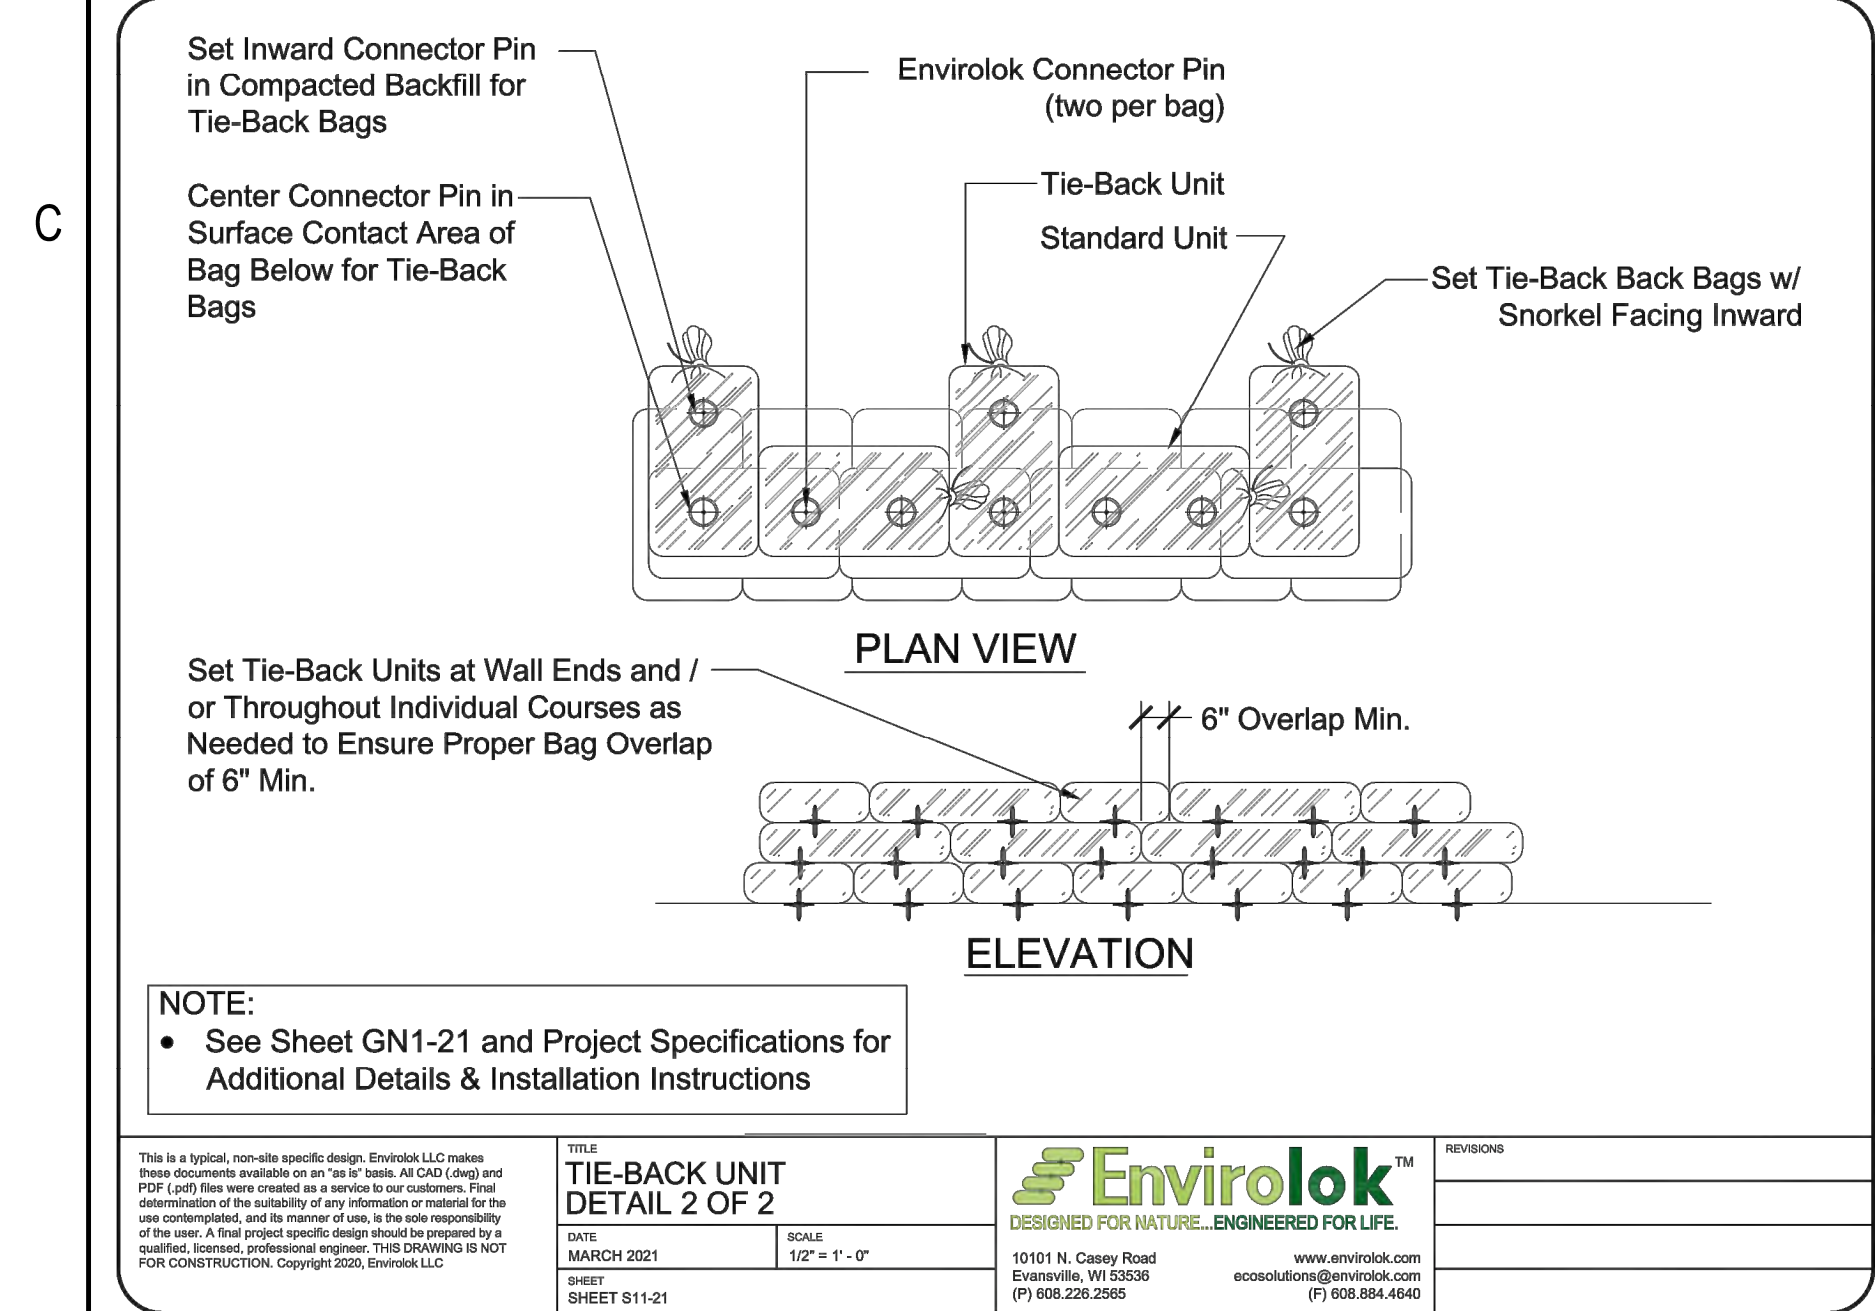 C
Set Inward Connector Pin
in Compacted Backfill for
Tie-Back Bags
Envirolok Connector Pin
(two per bag)
Center Connector Pin in
Surface Contact Area of
Bag Below for Tie-Back
Bags
Tie-Back Unit
Standard Unit
Set Tie-Back Back Bags w/
Snorkel Facing Inward
PLAN VIEW
Set Tie-Back Units at Wall Ends and /
or Throughout Individual Courses as
Needed to Ensure Proper Bag Overlap
of 6" Min.
6" Overlap Min.
ELEVATION
NOTE:
• See Sheet GN1-21 and Project Specifications for
Additional Details & Installation Instructions
This is a typical, non-site specific design. Envirolok LLC makes
these documents available on an "as is" basis. All CAD (.dwg) and
PDF (.pdf) files were created as a service to our customers. Final
determination of the suitability of any information or material for the
use contemplated, and its manner of use, is the sole responsibility
of the user. A final project specific design should be prepared by a
qualified, licensed, professional engineer. THIS DRAWING IS NOT
FOR CONSTRUCTION. Copyright 2020, Envirolok LLC
TITLE
TIE-BACK UNIT
DETAIL 2 OF 2
DATE
MARCH 2021
SCALE
1/2" = 1' - 0"
SHEET
SHEET S11-21
Envirolok™
DESIGNED FOR NATURE...ENGINEERED FOR LIFE.
10101 N. Casey Road
Evansville, WI 53536
(P) 608.226.2565
www.envirolok.com
ecosolutions@envirolok.com
(F) 608.884.4640
REVISIONS